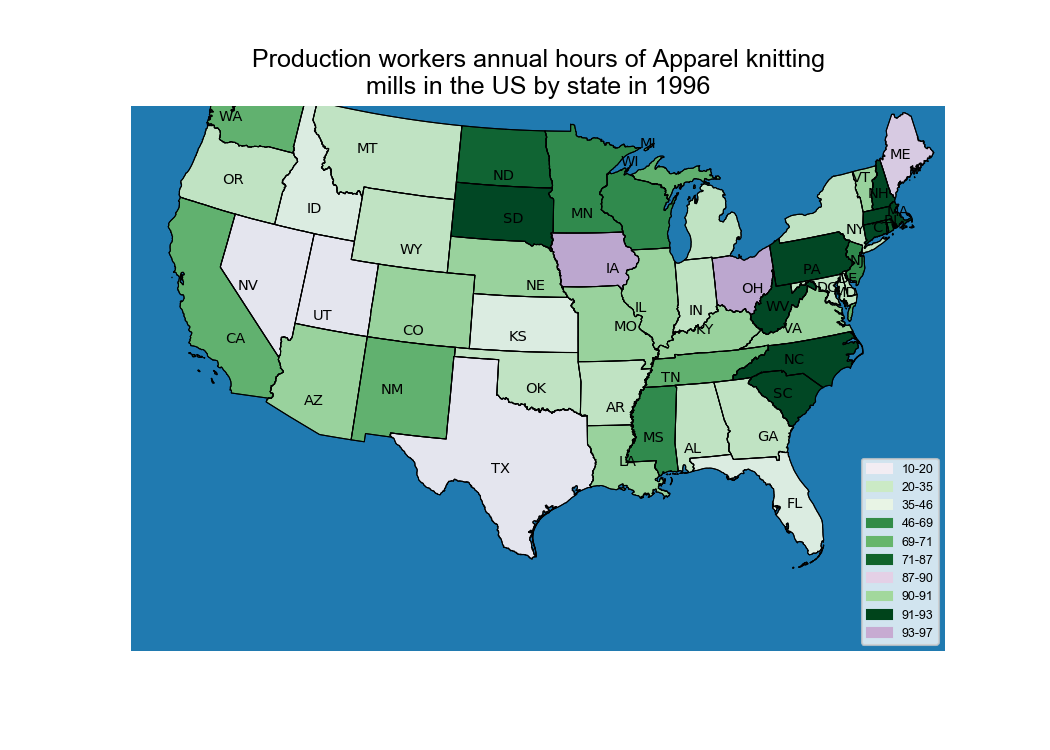 Production workers annual hours of Apparel knitting
mills in the US by state in 1996
WA
MT
ND
MI
WI
ME
OR
ID
SD
MN
VT
NH
MA
RI
CT
NY
WY
NE
IA
PA
NJ
NV
UT
CO
KS
MO
IL
IN
OH
WV
DE
MD
DC
VA
KY
CA
AZ
NM
OK
AR
TN
NC
SC
MS
AL
GA
LA
TX
FL
10-20
20-35
35-46
46-69
69-71
71-87
87-90
90-91
91-93
93-97